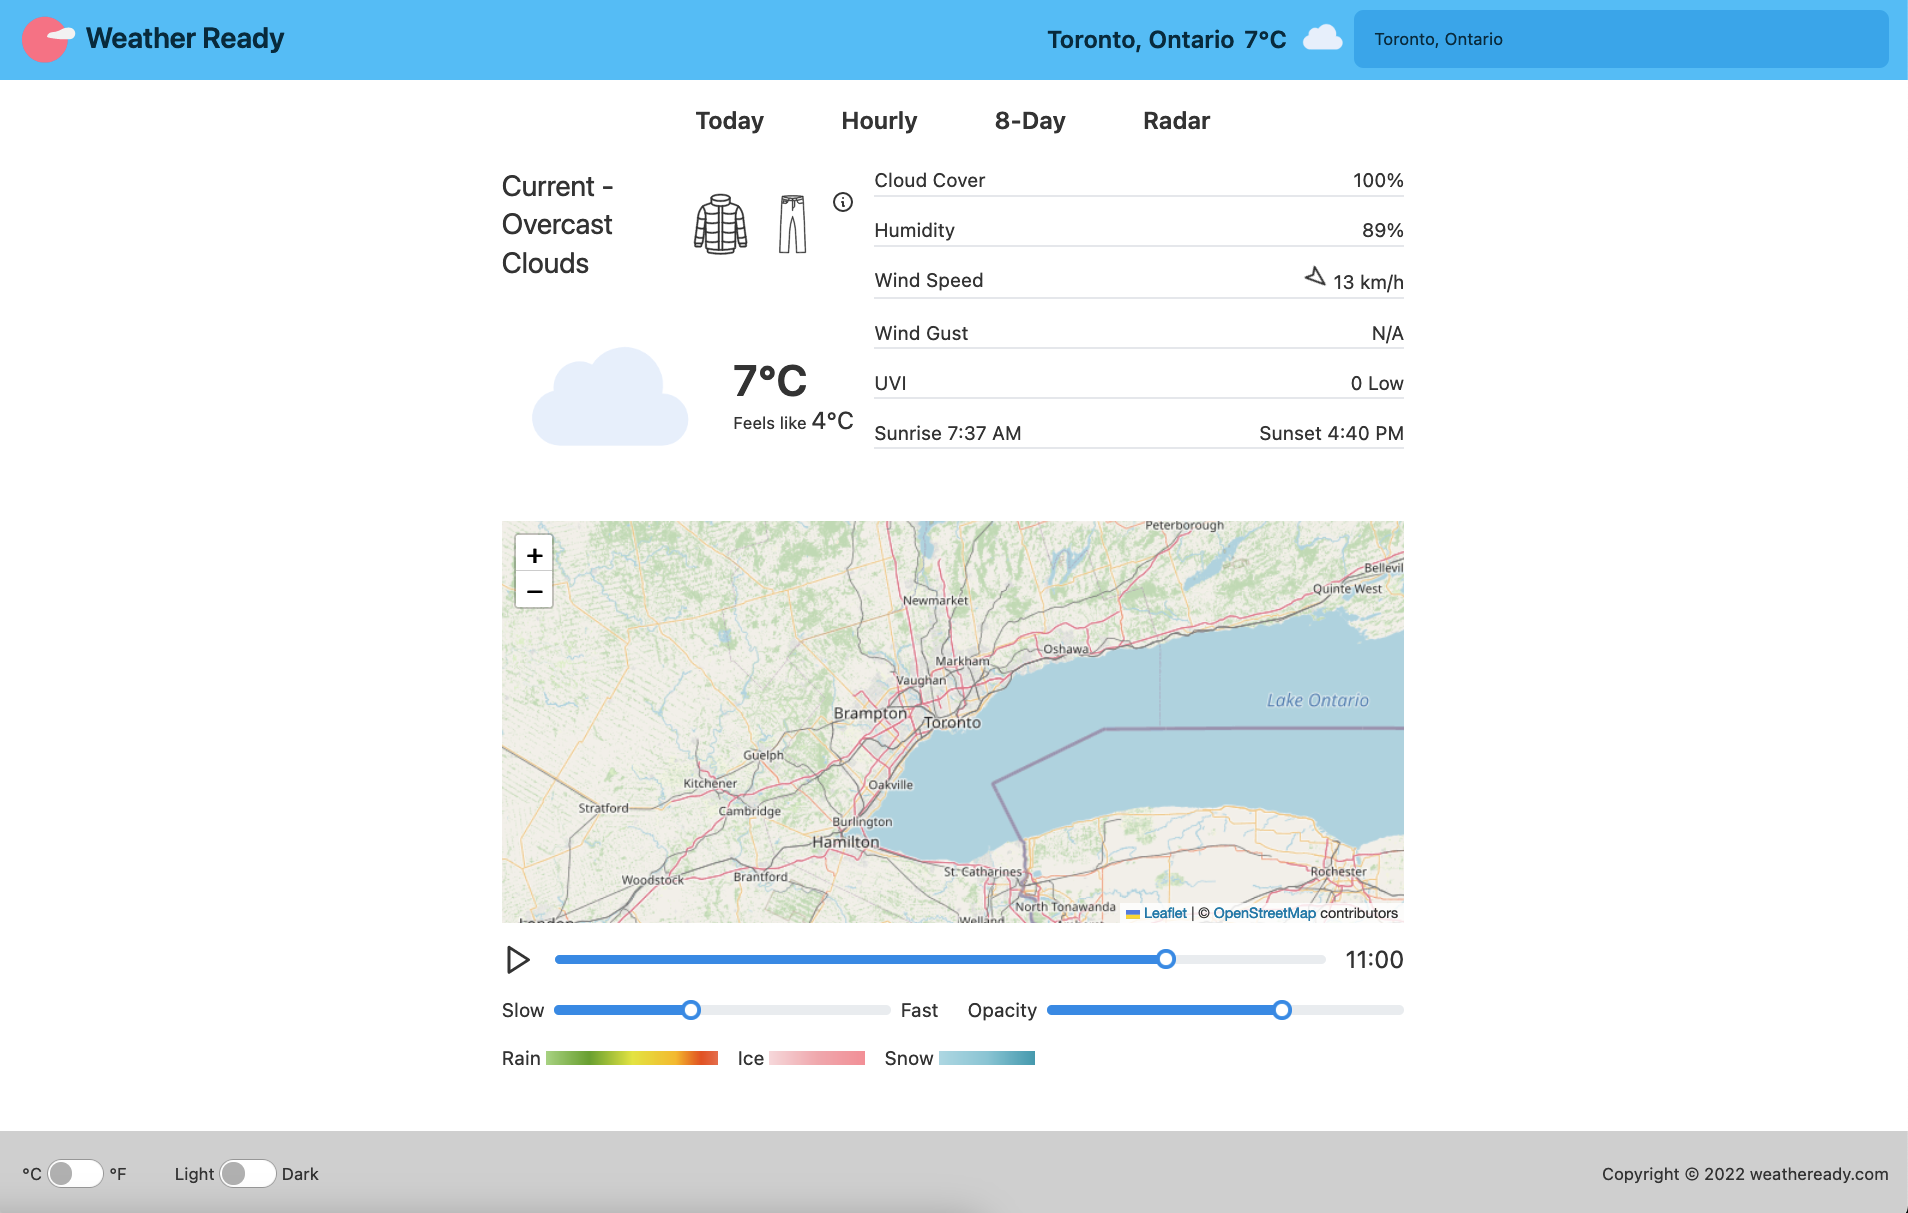 Weather Ready
Toronto, Ontario 7°C
Toronto, Ontario
Today Hourly 8-Day Radar
Current -
Overcast
Clouds
7°C
Feels like 4°C
Cloud Cover 100%
Humidity 89%
Wind Speed 13 km/h
Wind Gust N/A
UVI 0 Low
Sunrise 7:37 AM Sunset 4:40 PM
+
−
Peterborough
Bellevil
Quinte West
Newmarket
Oshawa
Markham
Vaughan
Lake Ontario
Brampton
Toronto
Guelph
Kitchener
Oakville
Stratford
Cambridge
Burlington
Hamilton
St. Catharines
Rochester
Woodstock
Brantford
North Tonawanda
Leaflet | © OpenStreetMap contributors
Welland
London
11:00
Slow Fast Opacity
Rain Ice Snow
°C °F Light Dark
Copyright © 2022 weatheready.com